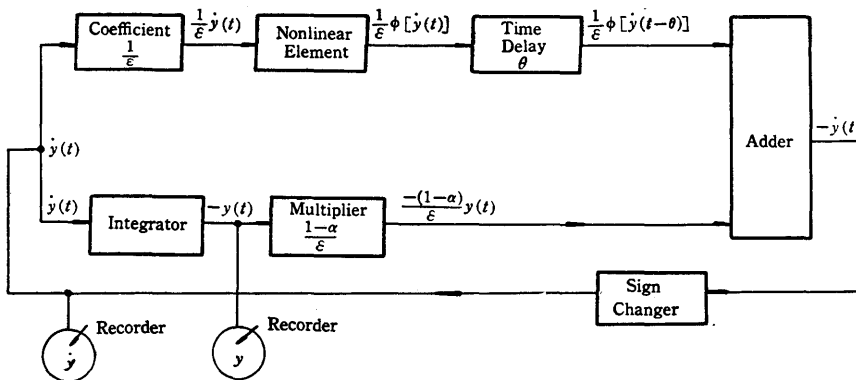 Coefficient
1/ε
1/ε ẏ(t)
Nonlinear
Element
1/ε ϕ[ẏ(t)]
Time
Delay
θ
1/ε ϕ[ẏ(t−θ)]
Adder
−ẏ(t
ẏ(t)
ẏ(t)
Integrator
−y(t)
Multiplier
1−α/ε
−(1−α)/ε y(t)
Sign
Changer
Recorder
ẏ
Recorder
y